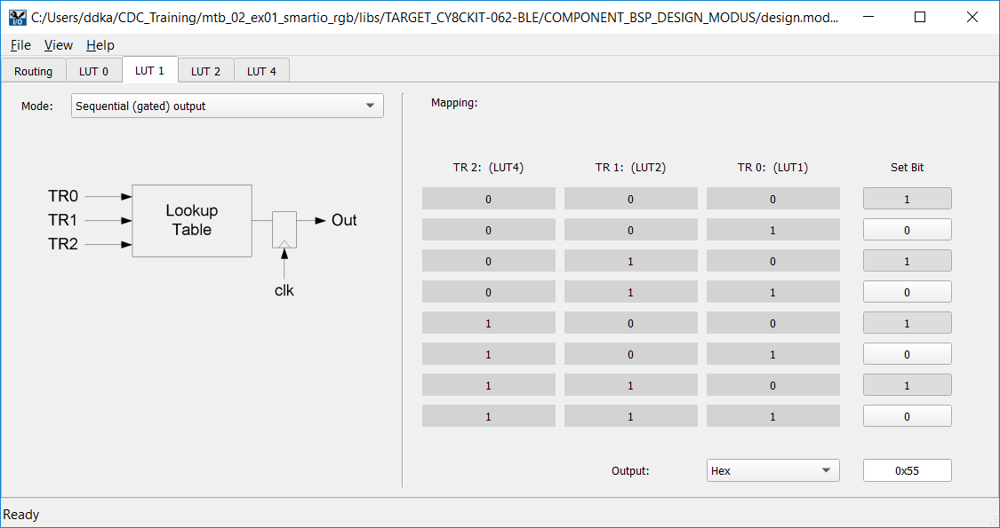 C:/Users/ddka/CDC_Training/mtb_02_ex01_smartio_rgb/libs/TARGET_CY8CKIT-062-BLE/COMPONENT_BSP_DESIGN_MODUS/design.mod...
File View Help
Routing LUT 0 LUT 1 LUT 2 LUT 4
Mode: Sequential (gated) output
TR0
TR1
TR2
Lookup
Table
Out
clk
Mapping:
TR 2: (LUT4) TR 1: (LUT2) TR 0: (LUT1) Set Bit
0 0 0 1
0 0 1 0
0 1 0 1
0 1 1 0
1 0 0 1
1 0 1 0
1 1 0 1
1 1 1 0
Output: Hex 0x55
Ready